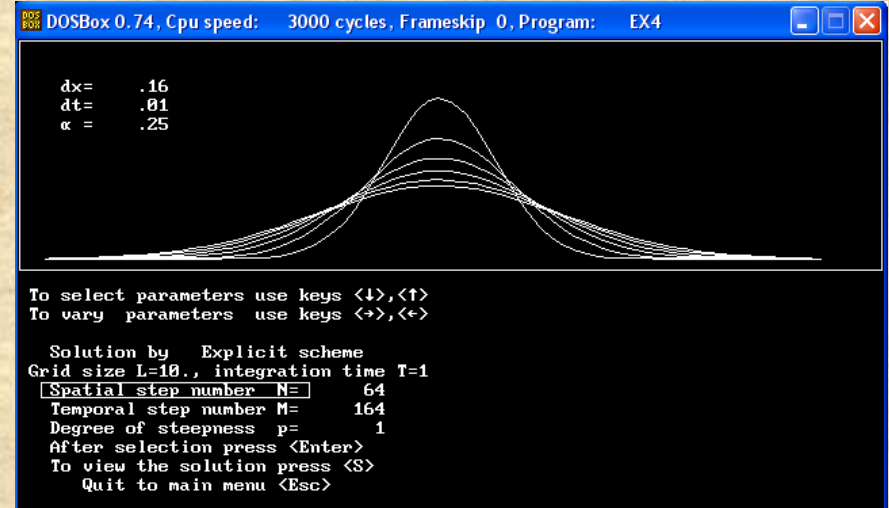 DOSBox 0.74, Cpu speed: 3000 cycles, Frameskip 0, Program: EX4
dx= .16
dt= .01
α = .25
To select parameters use keys <↓>,<↑>
To vary parameters use keys <→>,<←>
Solution by Explicit scheme
Grid size L=10., integration time T=1
Spatial step number N= 64
Temporal step number M= 164
Degree of steepness p= 1
After selection press <Enter>
To view the solution press <S>
Quit to main menu <Esc>